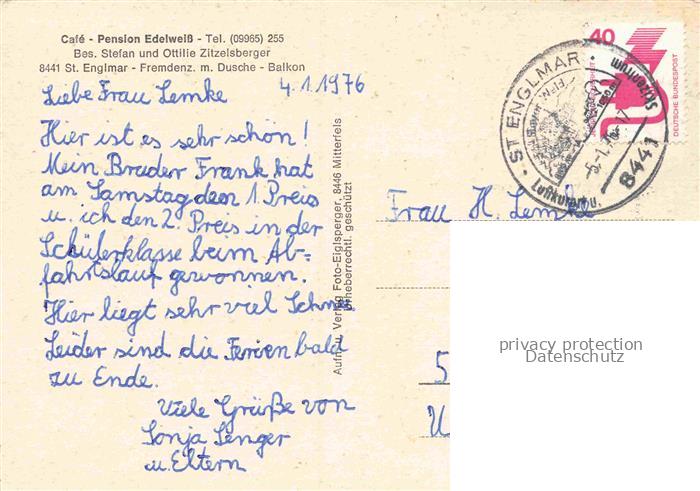 Café - Pension Edelweiß - Tel. (09965) 255
Bes. Stefan und Ottilie Zitzelsberger
8441 St. Englmar - Fremdenz. m. Dusche - Balkon
4.1.1976
Liebe Frau Lemke
Hier ist es sehr schön!
Mein Bruder Frank hat
am Samstag den 1. Preis
u. ich den 2. Preis in der
Schülerklasse beim Ab=
fahrtslauf gewonnen.
Hier liegt sehr viel Schnee
Leider sind die Ferien bald
zu Ende.
Viele Grüße von
Sonja Senger
u. Eltern
Verlag Foto-Eiglsperger, 8446 Mitterfels
Urheberrechtl. geschützt
40
DEUTSCHE BUNDESPOST
ST ENGLMAR
8441
Luftkurort u.
Skizentrum
Frau H. Lemke
5
U
privacy protection
Datenschutz